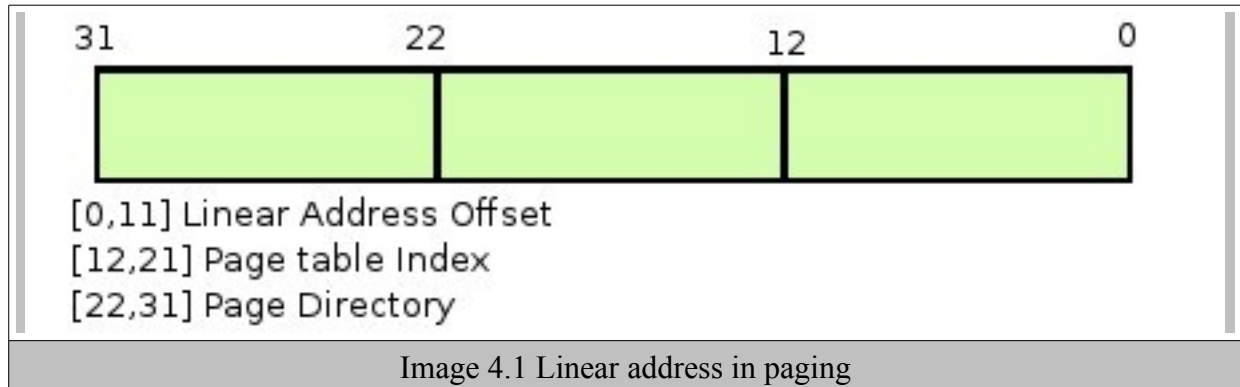 31 22 12 0
[0,11] Linear Address Offset
[12,21] Page table Index
[22,31] Page Directory
Image 4.1 Linear address in paging